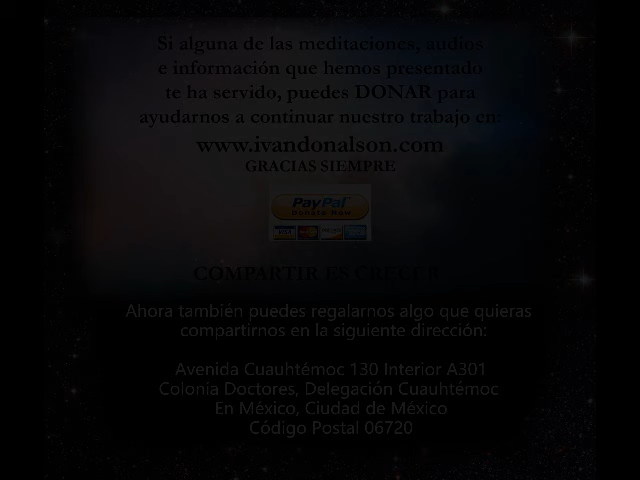 Si alguna de las meditaciones, audios
e información que hemos presentado
te ha servido, puedes DONAR para
ayudarnos a continuar nuestro trabajo en:
www.ivandonalson.com
GRACIAS SIEMPRE
PayPal
Donate Now
VISA
COMPARTIR ES CRECER
Ahora también puedes regalarnos algo que quieras
compartirnos en la siguiente dirección:
Avenida Cuauhtémoc 130 Interior A301
Colonia Doctores, Delegación Cuauhtémoc
En México, Ciudad de México
Código Postal 06720